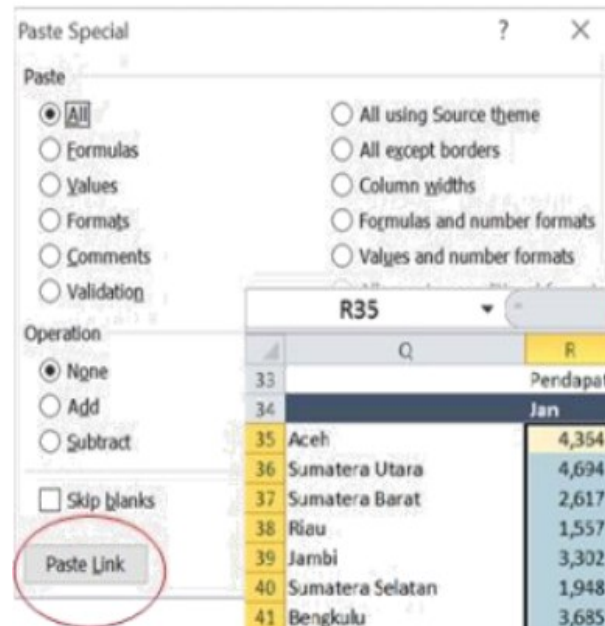 Paste Special ? ×
Paste
All
All using Source theme
Formulas
All except borders
Values
Column widths
Formats
Formulas and number formats
Comments
Values and number formats
Validation
Operation
None
Add
Subtract
Skip blanks
Paste Link
R35
Q R
33 Pendapat
34 Jan
35 Aceh 4,364
36 Sumatera Utara 4,694
37 Sumatera Barat 2,617
38 Riau 1,557
39 Jambi 3,302
40 Sumatera Selatan 1,948
41 Bengkulu 3,685